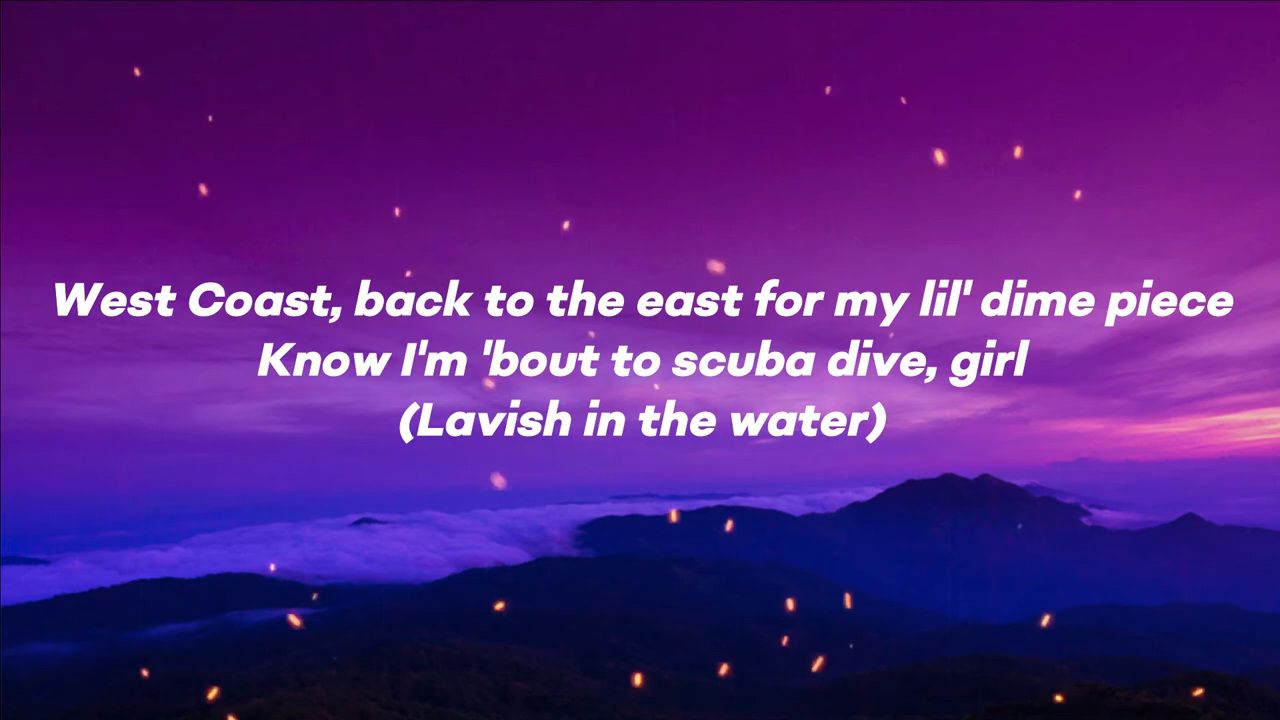 West Coast, back to the east for my lil' dime piece
Know I'm 'bout to scuba dive, girl
(Lavish in the water)